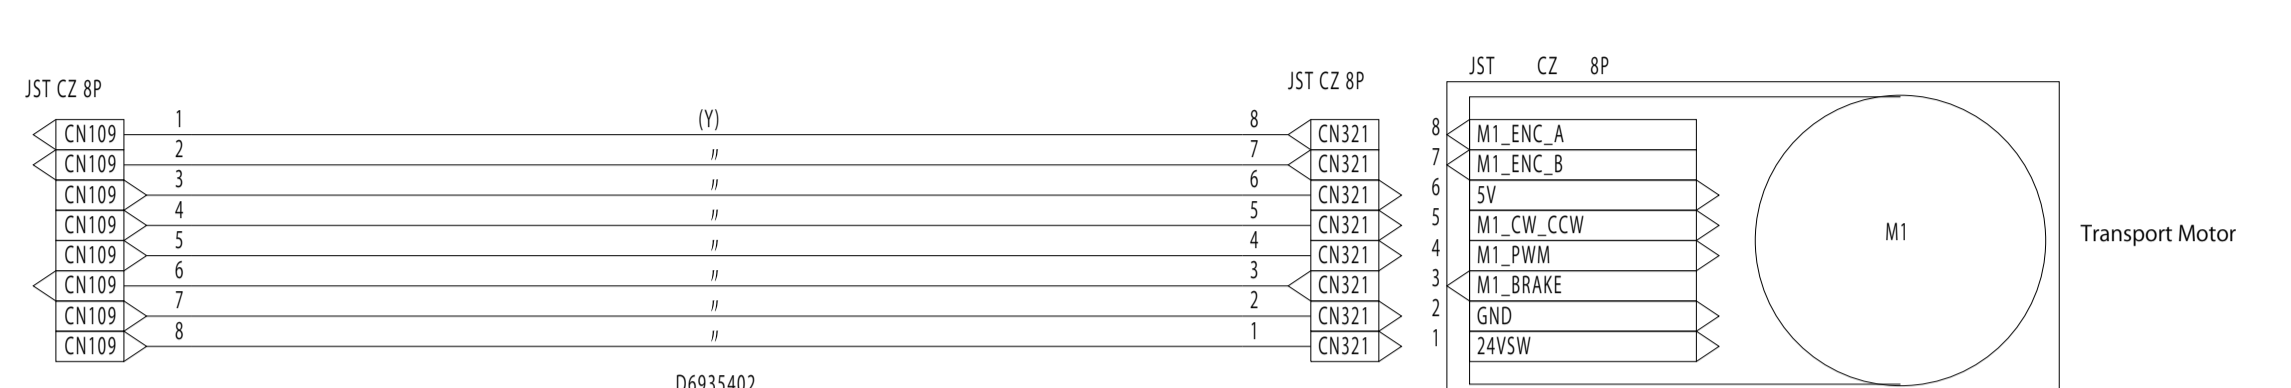 JST CZ 8P
JST CZ 8P
JST CZ 8P
CN109 1 (Y) 8 CN321 8 M1_ENC_A
CN109 2 〃 7 CN321 7 M1_ENC_B
CN109 3 〃 6 CN321 6 5V
CN109 4 〃 5 CN321 5 M1_CW_CCW
CN109 5 〃 4 CN321 4 M1_PWM
CN109 6 〃 3 CN321 3 M1_BRAKE
CN109 7 〃 2 CN321 2 GND
CN109 8 〃 1 CN321 1 24VSW
M1
Transport Motor
D6935402